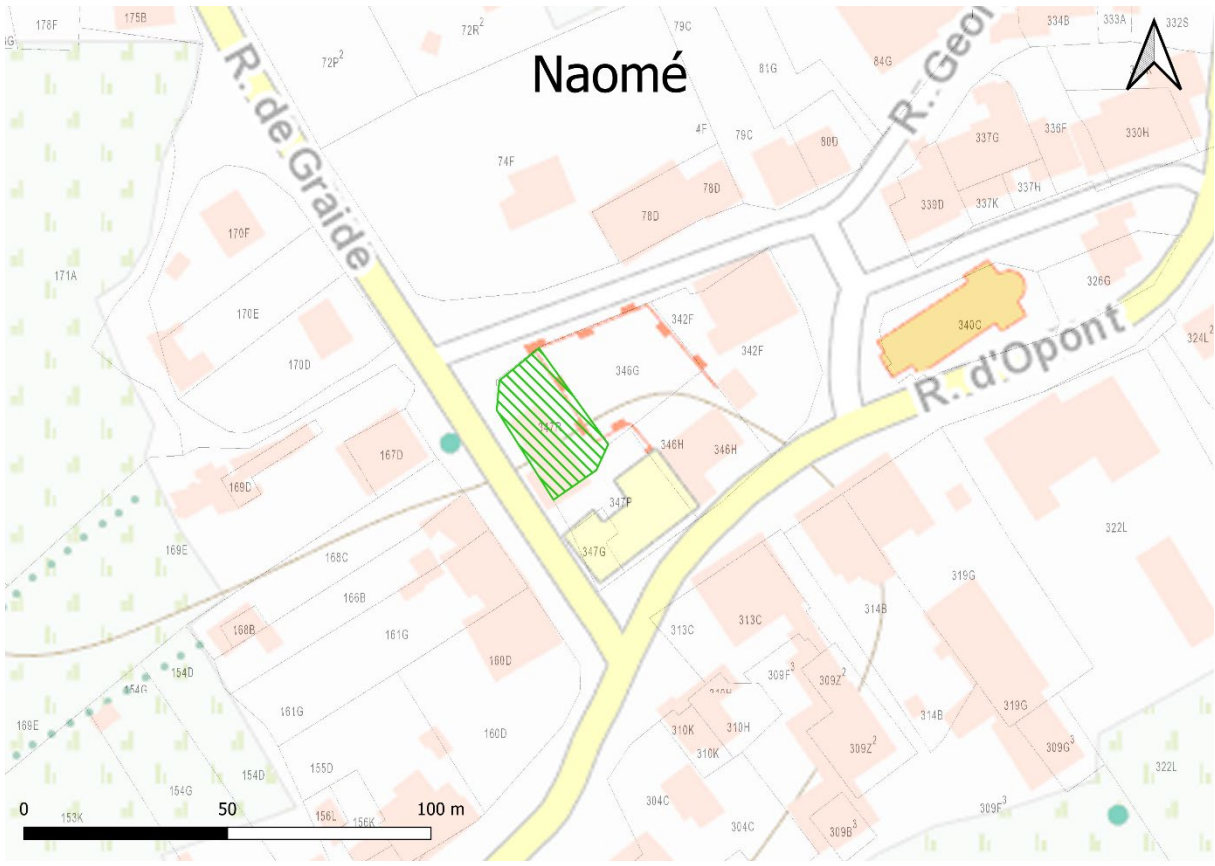 178F
175B
72P²
72R²
79C
81G
84G
334B
333A
332S
Naomé
R. de Graide
R. Geor
4F
79C
80D
337G
336F
330H
74F
78D
78D
337H
337K
339D
170F
171A
326G
170E
342F
340C
324L²
342F
170D
346G
R. d'Opont
167D
346H
346H
169D
347F
322L
169E
168C
347G
319G
166B
314B
168B
161G
313C
313C
160D
154D
309F³
309Z²
154G
169E
161G
310H
310K
310K
314B
319G
160D
309Z²
309G³
155D
154D
322L
154G
304C
304C
309F³
153K
156L
156K
309B³
0 50 100 m